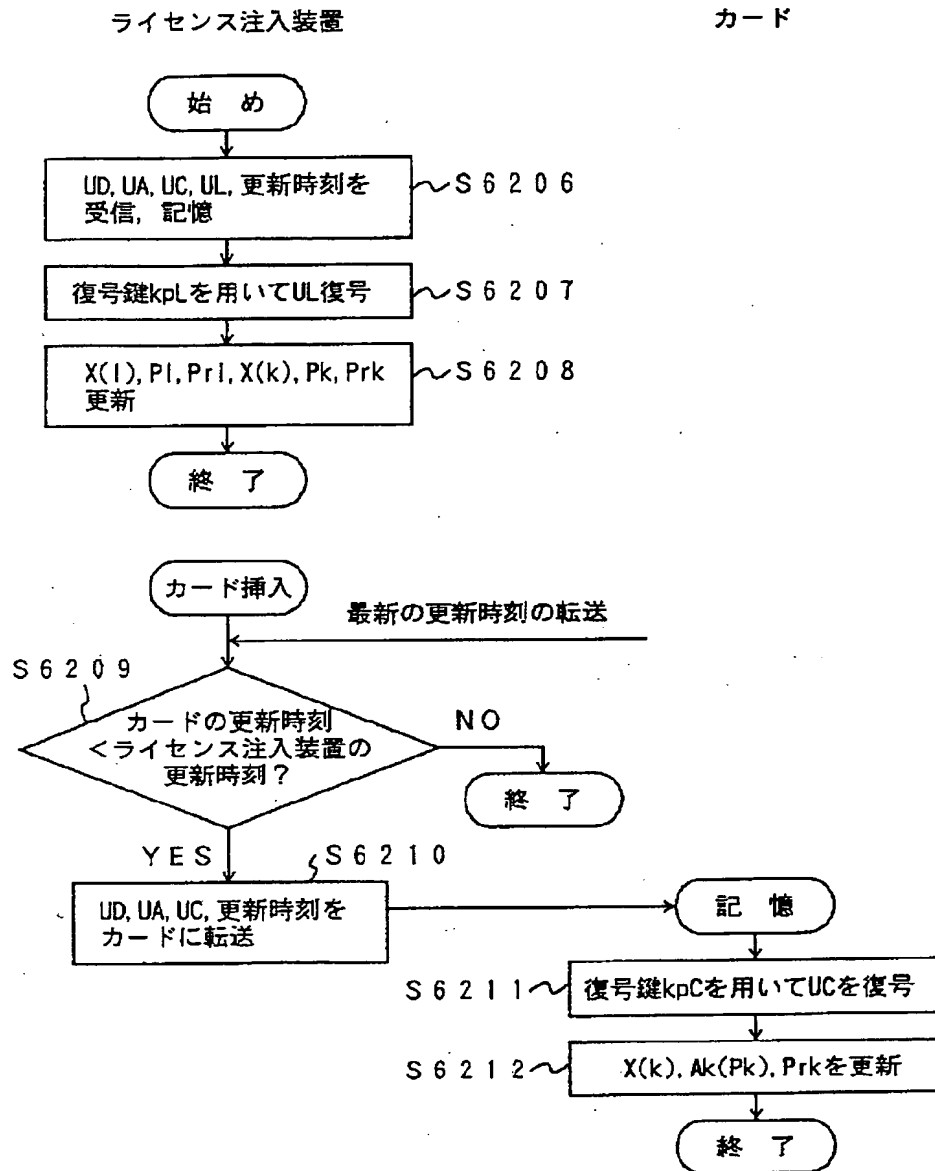 ライセンス注入装置
カード
始 め
UD, UA, UC, UL, 更新時刻を
受信, 記憶
S6206
復号鍵kpLを用いてUL復号
S6207
X(l), Pl, Prl, X(k), Pk, Prk
更新
S6208
終 了
カード挿入
最新の更新時刻の転送
S6209
カードの更新時刻
<ライセンス注入装置の
更新時刻?
NO
終 了
YES
S6210
UD, UA, UC, 更新時刻を
カードに転送
記 憶
S6211
復号鍵kpCを用いてUCを復号
S6212
X(k), Ak(Pk), Prkを更新
終 了